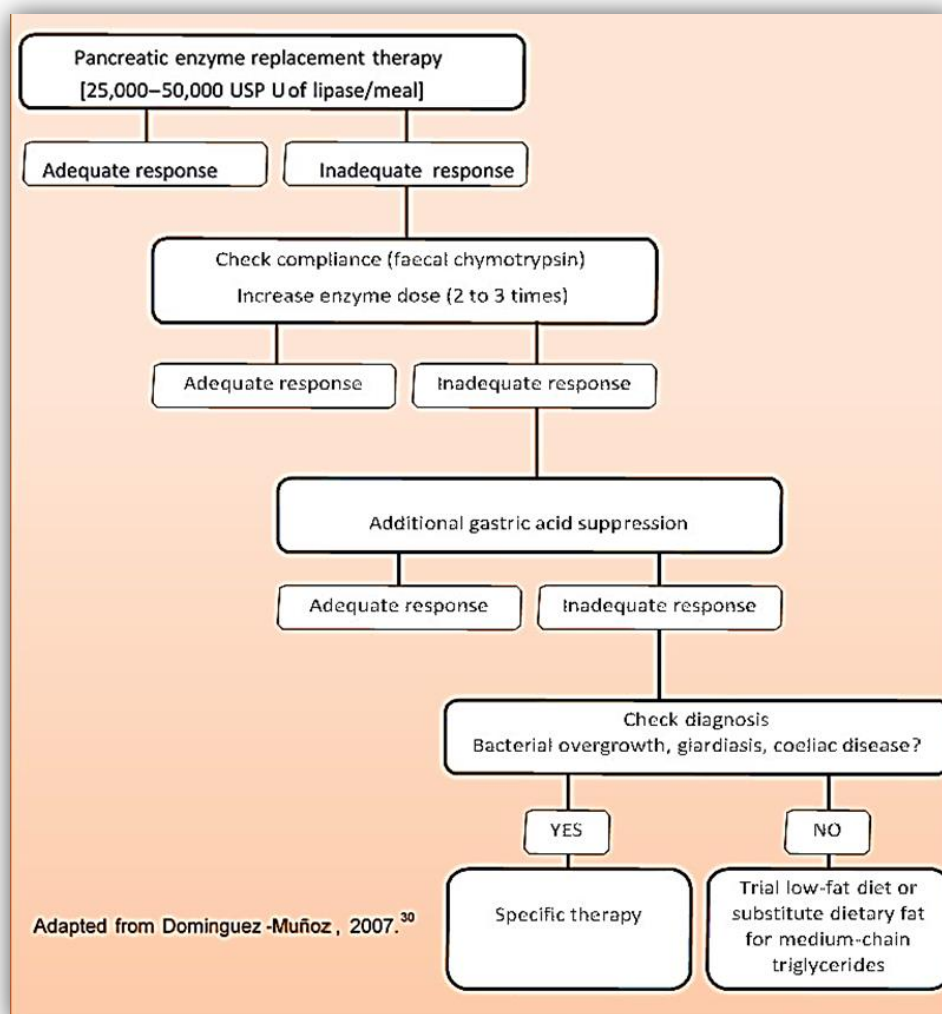 Pancreatic enzyme replacement therapy
[25,000–50,000 USP U of lipase/meal]
Adequate response
Inadequate response
Check compliance (faecal chymotrypsin)
Increase enzyme dose (2 to 3 times)
Adequate response
Inadequate response
Additional gastric acid suppression
Adequate response
Inadequate response
Check diagnosis
Bacterial overgrowth, giardiasis, coeliac disease?
YES
NO
Specific therapy
Trial low-fat diet or
substitute dietary fat
for medium-chain
triglycerides
Adapted from Dominguez-Muñoz, 2007.30